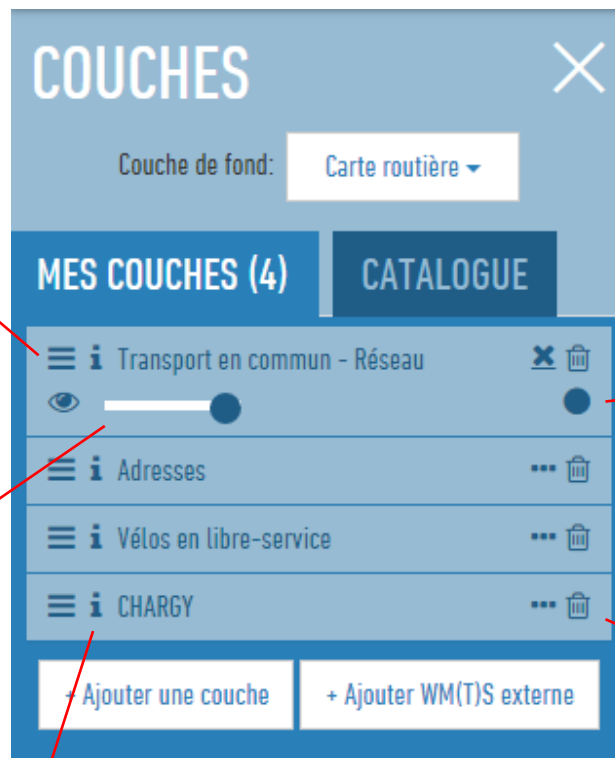 COUCHES
Couche de fond: Carte routière
MES COUCHES (4) CATALOGUE
Transport en commun - Réseau
Adresses
Vélos en libre-service
CHARGY
+ Ajouter une couche + Ajouter WM(T)S externe